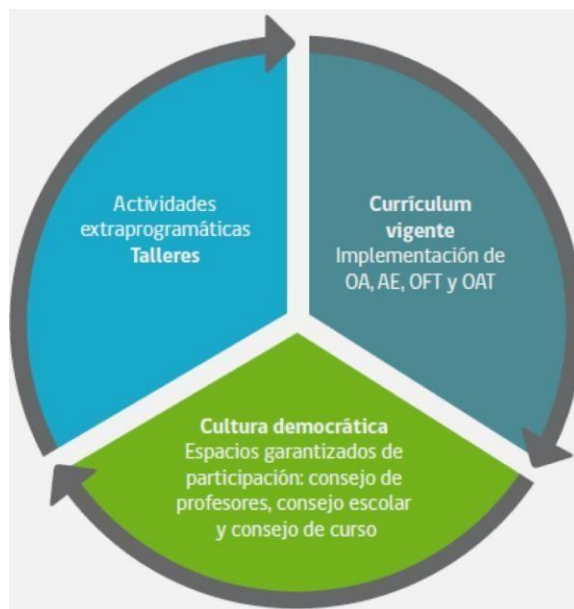 Actividades
extraprogramáticas
Talleres
Currículum
vigente
Implementación de
OA, AE, OFT y OAT
Cultura democrática
Espacios garantizados de
participación: consejo de
profesores, consejo escolar
y consejo de curso